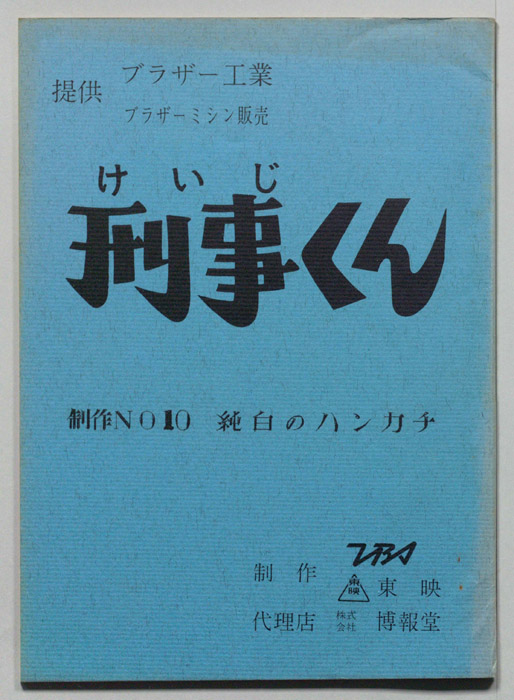 提供 ブラザー工業
ブラザーミシン販売
けいじ
刑事くん
制作NO10 純白のハンカチ
TBS
制作 東映 東映
代理店 株式会社 博報堂